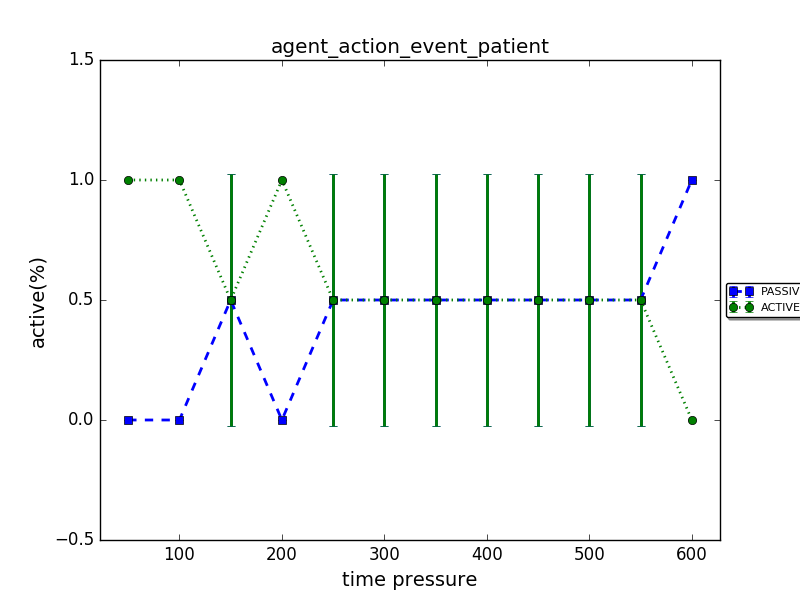 agent_action_event_patient
1.5
1.0
0.5
0.0
−0.5
active(%)
100 200 300 400 500 600
time pressure
PASSIV
ACTIVE